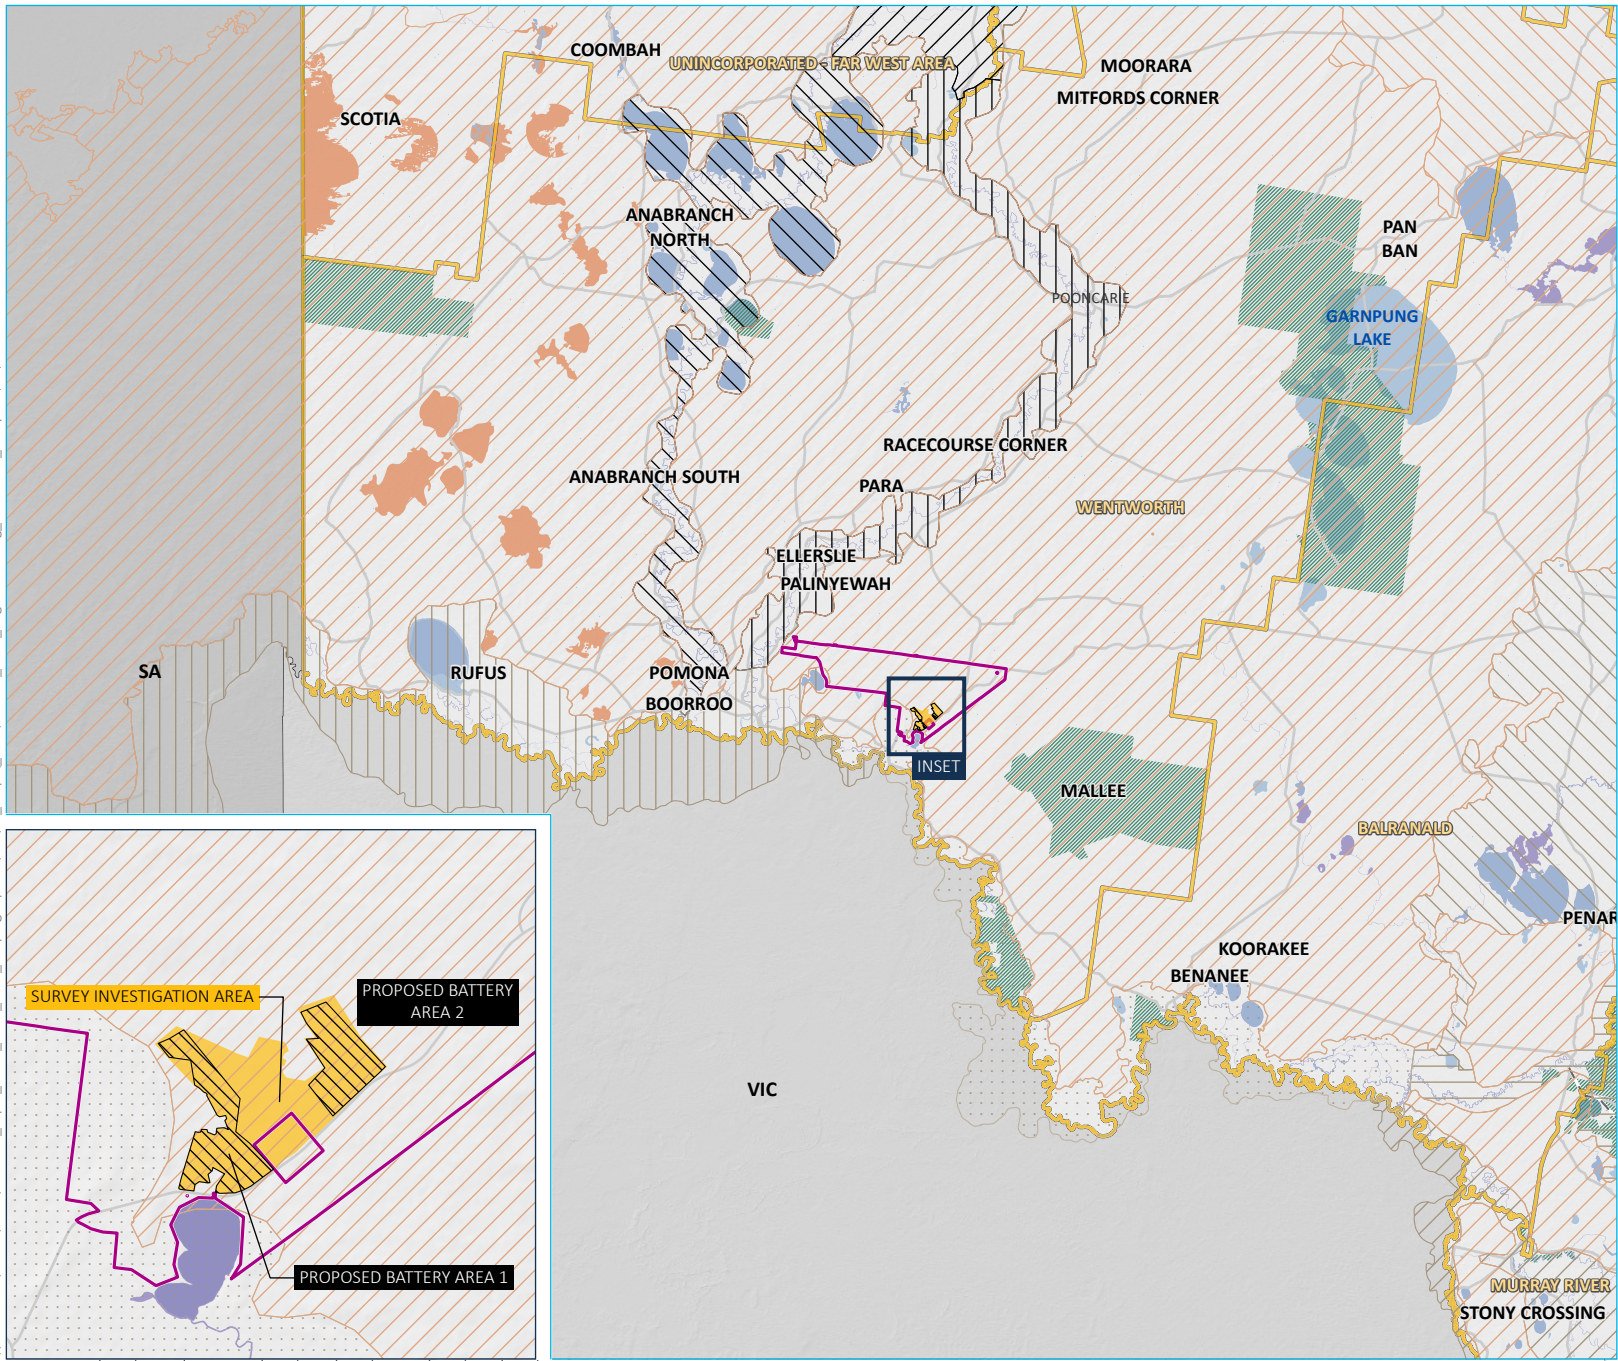 COOMBAH
UNINCORPORATED - FAR WEST AREA
MOORARA
MITFORDS CORNER
SCOTIA
ANABRANCH
NORTH
PAN
BAN
POONCARIE
GARNPUNG
LAKE
RACECOURSE CORNER
ANABRANCH SOUTH
PARA
WENTWORTH
ELLERSLIE
PALINYEWAH
SA
RUFUS
POMONA
BOORROO
INSET
MALLEE
BALRANALD
PENAR
KOORAKEE
BENANEE
VIC
MURRAY RIVER
STONY CROSSING
SURVEY INVESTIGATION AREA
PROPOSED BATTERY
AREA 2
PROPOSED BATTERY AREA 1